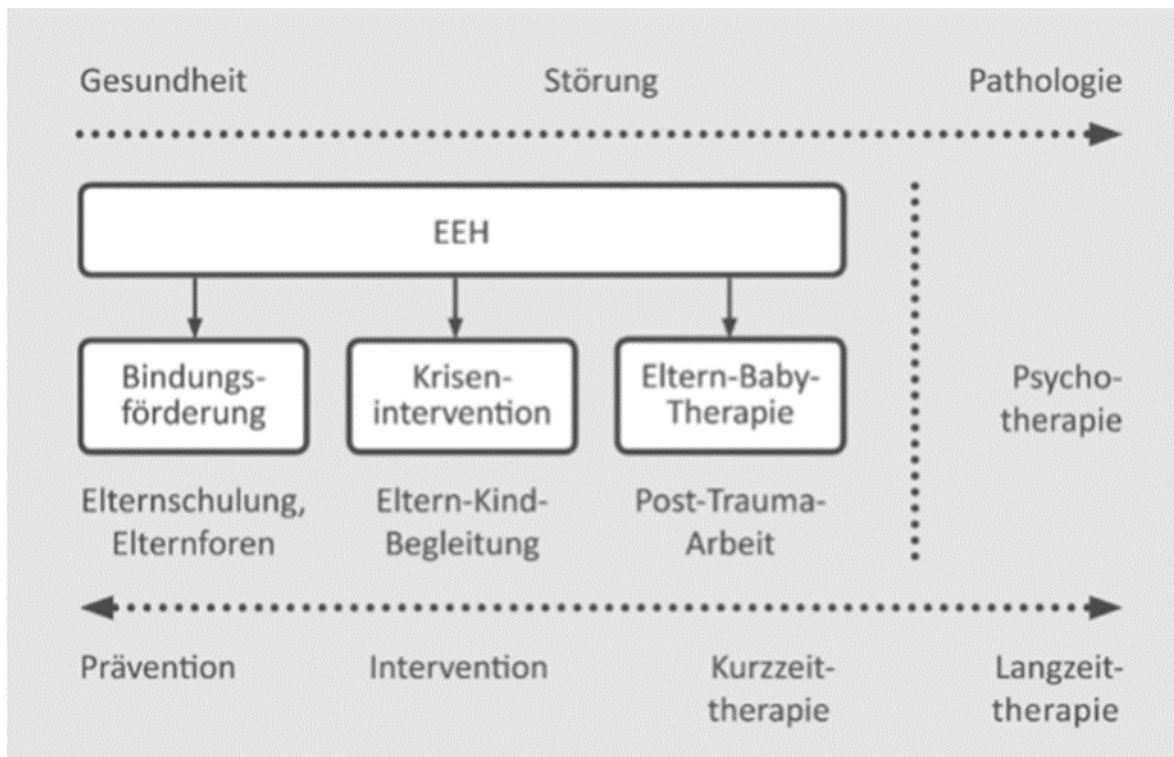 Gesundheit Störung Pathologie
EEH
Bindungs-
förderung
Krisen-
intervention
Eltern-Baby-
Therapie
Psycho-
therapie
Elternschulung,
Elternforen
Eltern-Kind-
Begleitung
Post-Trauma-
Arbeit
Prävention
Intervention
Kurzzeit-
therapie
Langzeit-
therapie